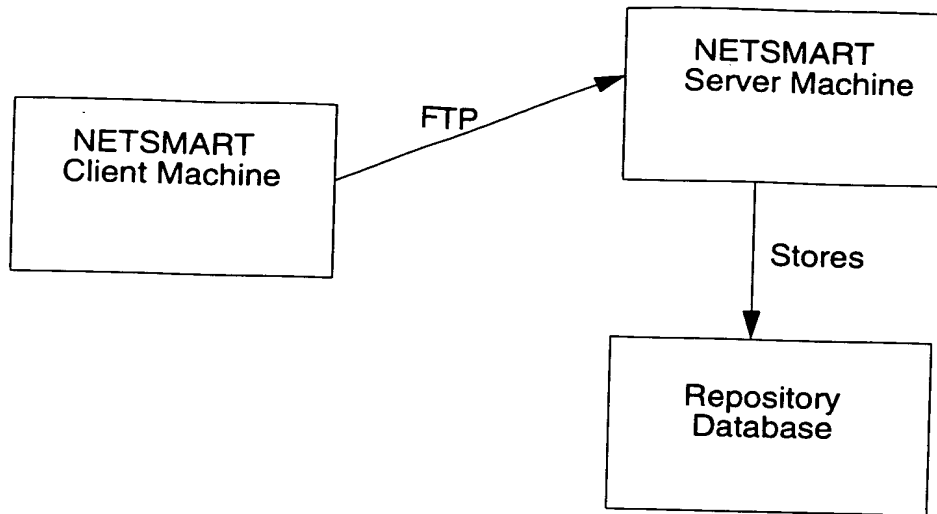 NETSMART
Server Machine
FTP
NETSMART
Client Machine
Stores
Repository
Database